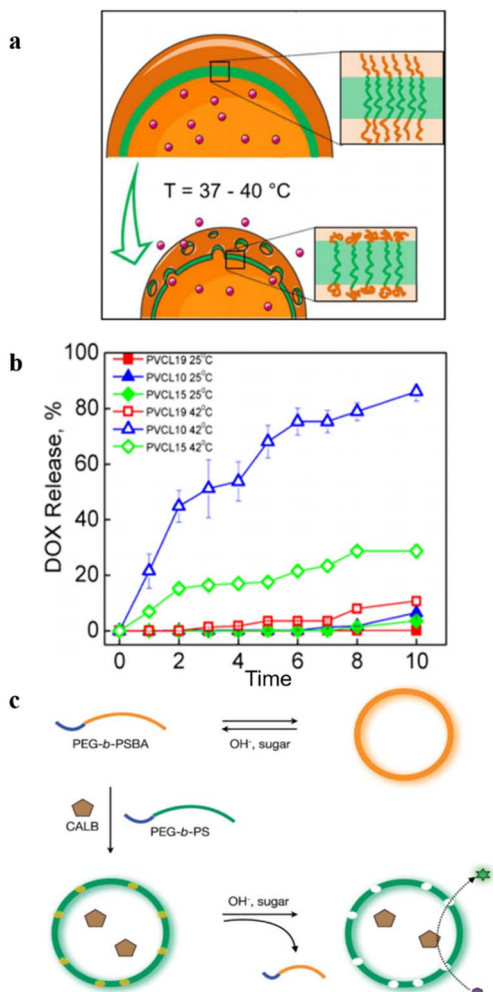 a
T = 37 - 40 °C
b
DOX Release, %
100
80
60
40
20
0
PVCL19 25°C
PVCL10 25°C
PVCL15 25°C
PVCL19 42°C
PVCL10 42°C
PVCL15 42°C
0 2 4 6 8 10
Time
c
PEG-b-PSBA
OH-, sugar
CALB
PEG-b-PS
OH-, sugar